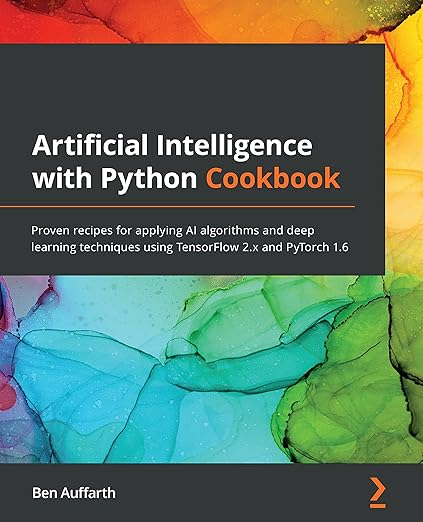 Artificial Intelligence
with Python Cookbook
Proven recipes for applying AI algorithms and deep
learning techniques using TensorFlow 2.x and PyTorch 1.6
Ben Auffarth